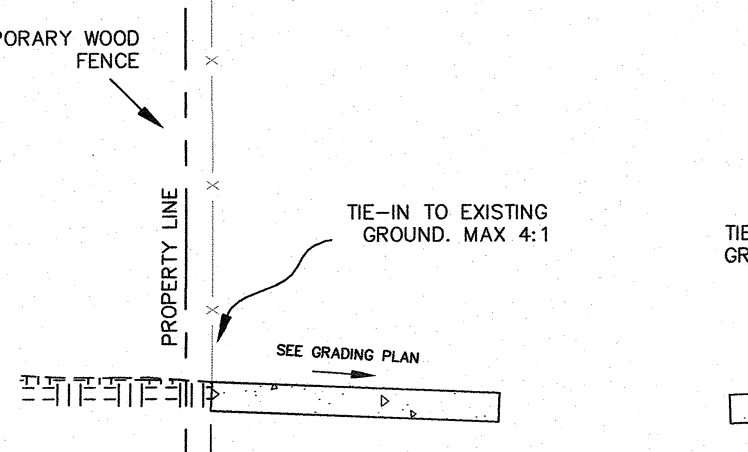 PORARY WOOD
FENCE
PROPERTY LINE
TIE-IN TO EXISTING
GROUND. MAX 4:1
SEE GRADING PLAN
TIE
GR